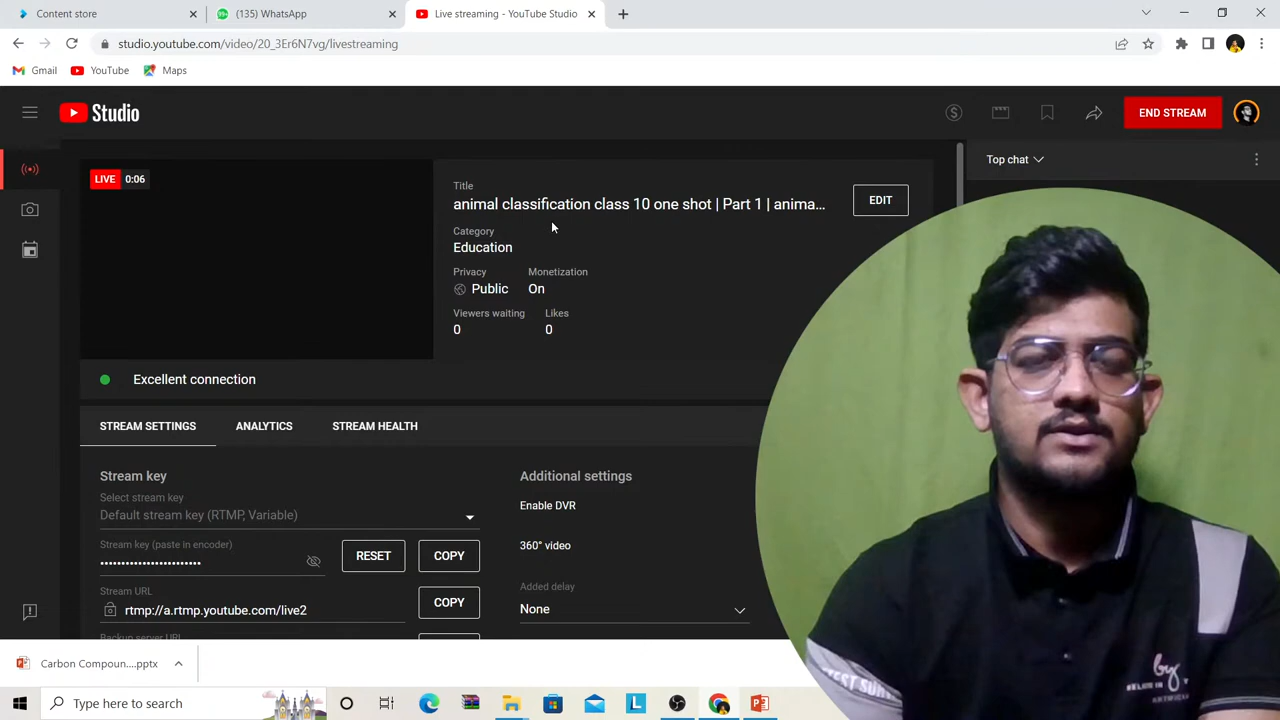 Content store
(135) WhatsApp
Live streaming - YouTube Studio
studio.youtube.com/video/20_3Er6N7vg/livestreaming
Gmail YouTube Maps
Studio
END STREAM
LIVE 0:06
Title
animal classification class 10 one shot | Part 1 | anima...
EDIT
Category
Education
Privacy Monetization
Public On
Viewers waiting Likes
0 0
Top chat
Excellent connection
STREAM SETTINGS ANALYTICS STREAM HEALTH
Stream key
Select stream key
Default stream key (RTMP, Variable)
Stream key (paste in encoder)
••••••••••••••••••••••••
RESET COPY
Stream URL
rtmp://a.rtmp.youtube.com/live2
COPY
Additional settings
Enable DVR
360° video
Added delay
None
Carbon Compoun....pptx
Type here to search
by